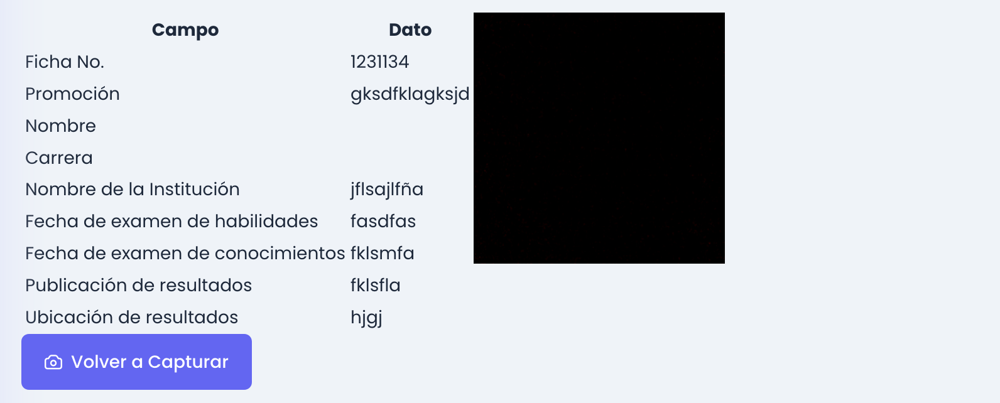 Campo Dato
Ficha No. 1231134
Promoción gksdfklagksjd
Nombre
Carrera
Nombre de la Institución jflsajlfña
Fecha de examen de habilidades fasdfas
Fecha de examen de conocimientos fklsmfa
Publicación de resultados fklsfla
Ubicación de resultados hjgj
Volver a Capturar